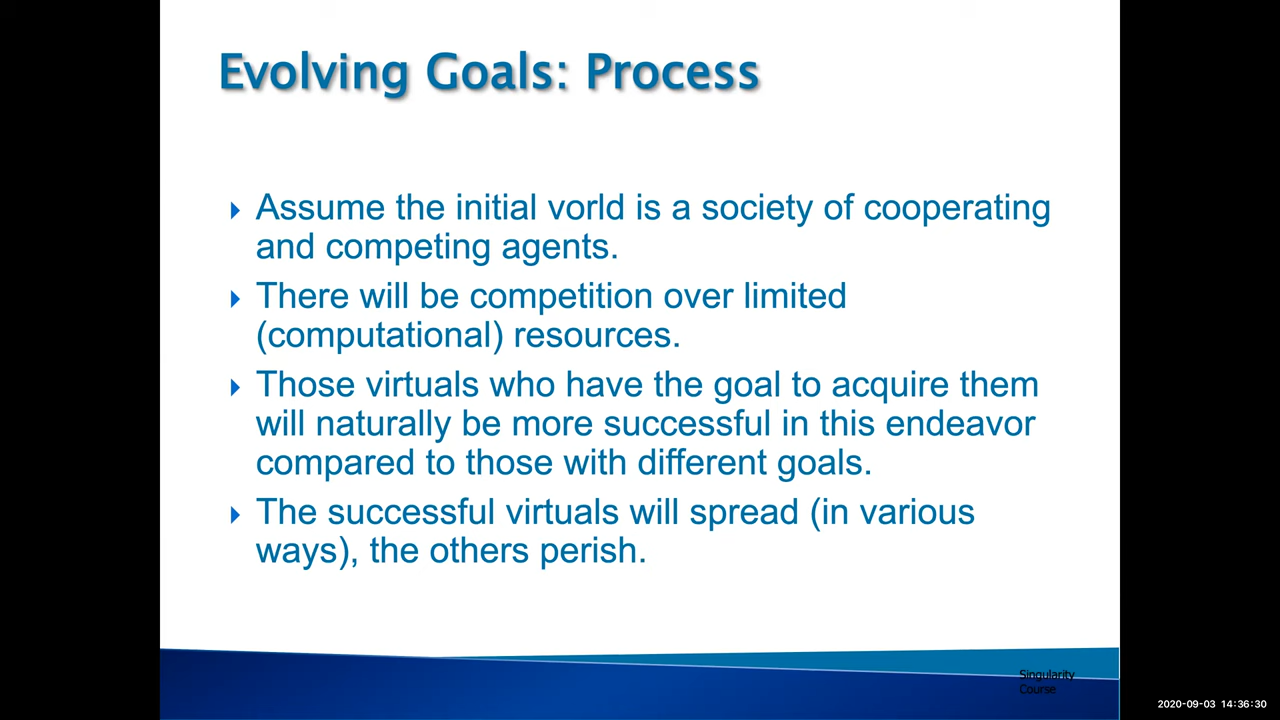 Evolving Goals: Process
Assume the initial vorld is a society of cooperating
and competing agents.
There will be competition over limited
(computational) resources.
Those virtuals who have the goal to acquire them
will naturally be more successful in this endeavor
compared to those with different goals.
The successful virtuals will spread (in various
ways), the others perish.
Singularity
Course
2020-09-03 14:36:30